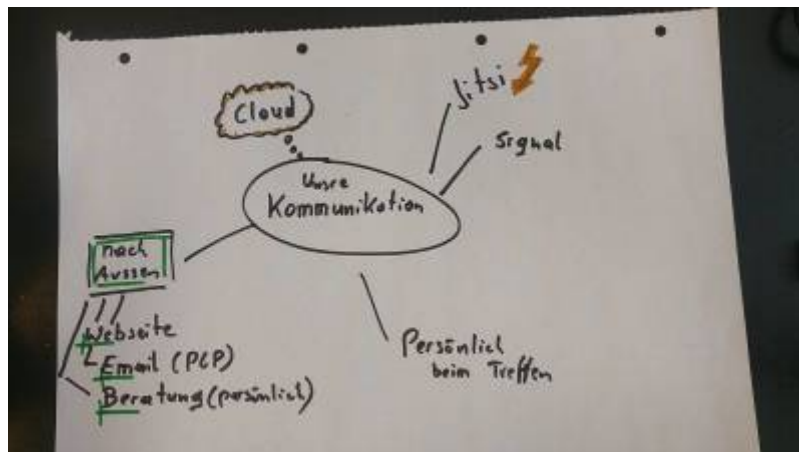 Cloud
Jitsi
Signal
Unsre
Kommunikation
nach
Aussen
Webseite
Email (PGP)
Beratung (persönlich)
Persönlich
beim Treffen